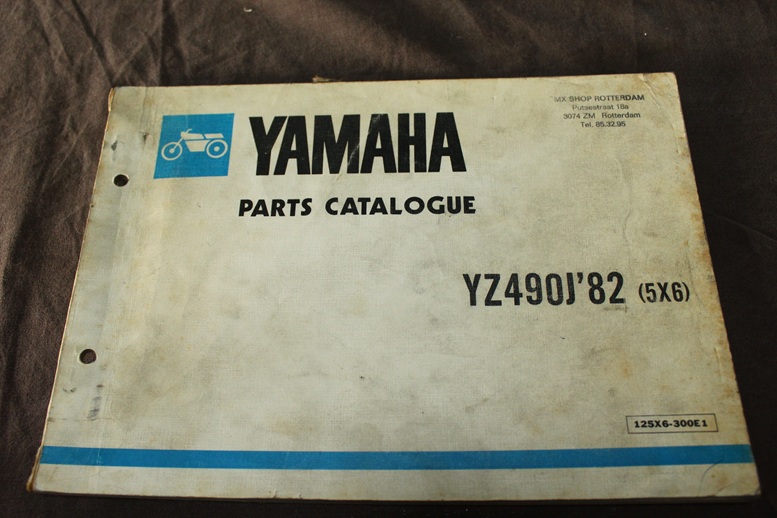 MX SHOP ROTTERDAM
Putsestraat 18a
3074 ZM Rotterdam
Tel. 85.32.95
YAMAHA
PARTS CATALOGUE
YZ490J'82 (5X6)
125X6-300E1